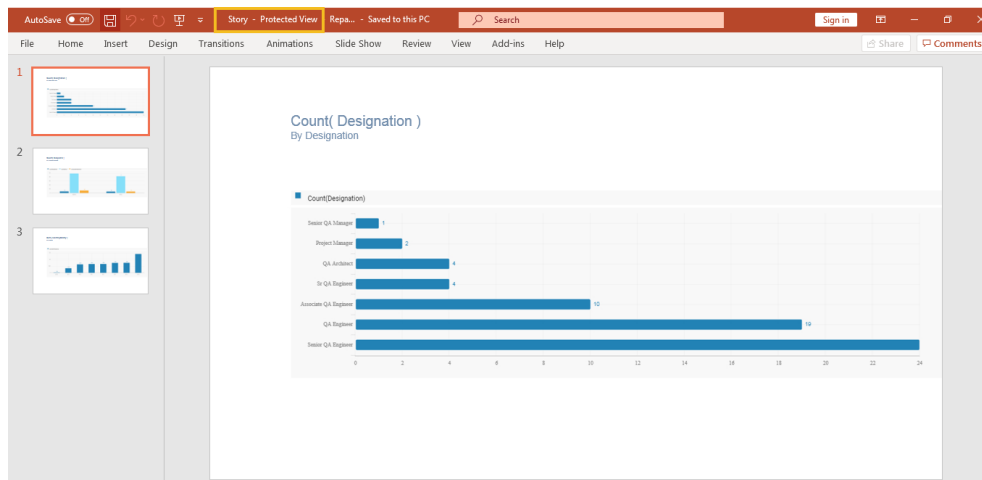 AutoSave Off Story - Protected View Repa... - Saved to this PC Search Sign in
File Home Insert Design Transitions Animations Slide Show Review View Add-ins Help Share Comments
1
2
3
Count( Designation )
By Designation
Count(Designation)
Senior QA Manager 1
Project Manager 2
QA Architect 4
Sr QA Engineer 4
Associate QA Engineer 10
QA Engineer 19
Senior QA Engineer
0 2 4 6 8 10 12 14 16 18 20 22 24